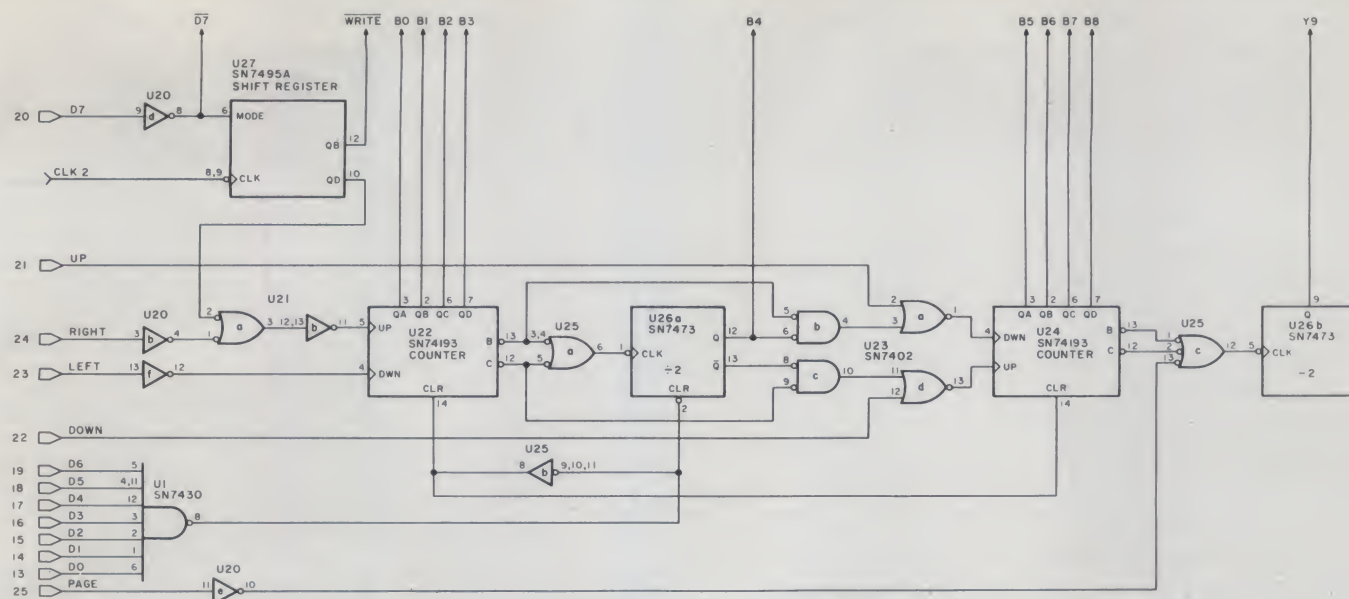 D7 WRITE B0 B1 B2 B3 B4 B5 B6 B7 B8 Y9
U27
SN7495A
SHIFT REGISTER
U20
20 D7 9 d 8 6 MODE
QB 12
QD 10
CLK 2 8,9 CLK
21 UP
U20
24 RIGHT 3 b 4
23 LEFT 13 f 12
2
1 a 3 12,13 b 11
U21
3 2 6 7
QA QB QC QD
5 UP
U22
SN74193
COUNTER
4 DWN
B 13
C 12
CLR
14
U25
3,4
5 a 6
U26a
SN7473
1 CLK
÷2
Q 12
Q 13
CLR
2
5
6 b 4
8
9 c 10
2
3 a 1
U23
SN7402
11
12 d 13
3 2 6 7
QA QB QC QD
4 DWN
U24
SN74193
COUNTER
UP
B 13
C 12
CLR
14
U25
1
2
13 c 12
9
Q
U26b
SN7473
5 CLK
-2
22 DOWN
U25
8 b 9,10,11
19 D6 5
18 D5 4,11
17 D4 12
16 D3 3
15 D2 2
14 D1 1
13 D0 6
U1
SN7430
8
25 PAGE 11 e 10
U20